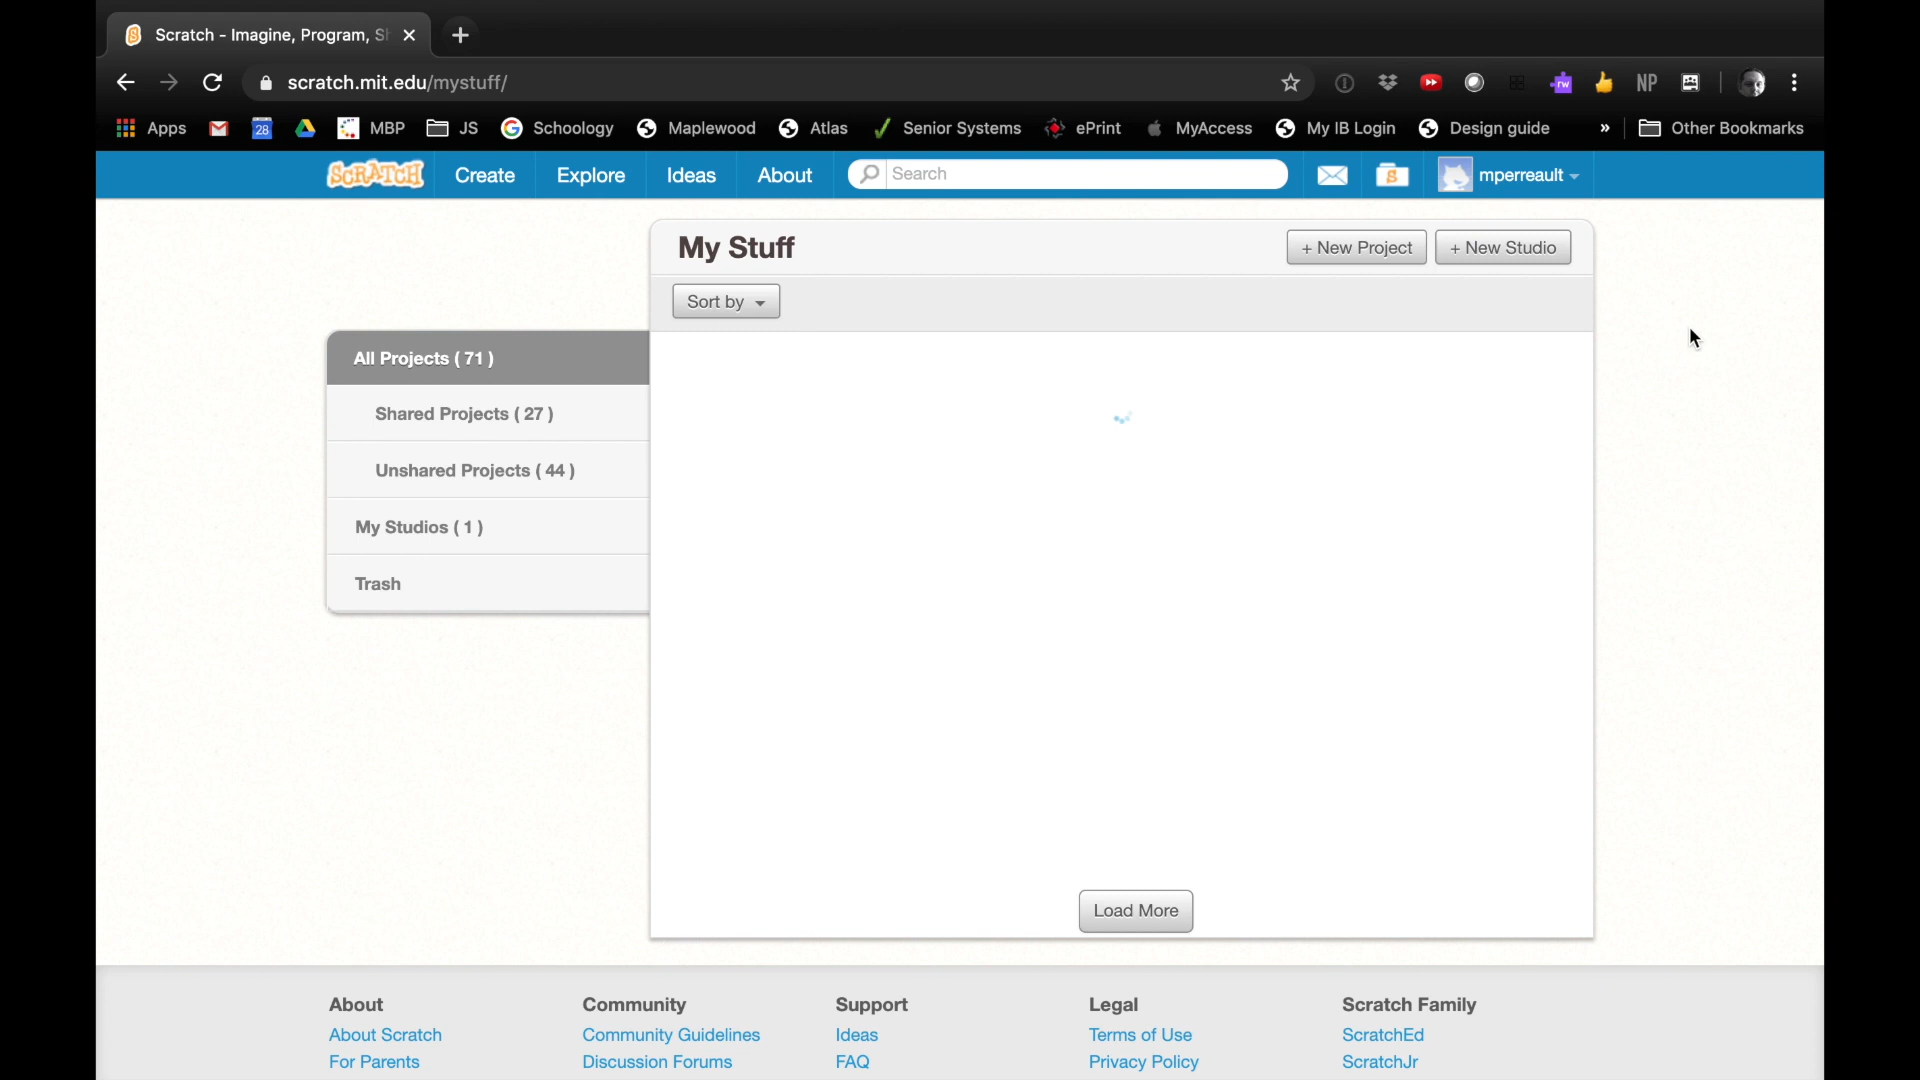 Scratch - Imagine, Program, Sh
scratch.mit.edu/mystuff/
NP
Apps 28 MBP JS Schoology Maplewood Atlas Senior Systems ePrint MyAccess My IB Login Design guide » Other Bookmarks
SCRATCH Create Explore Ideas About Search mperreault
My Stuff + New Project + New Studio
Sort by
All Projects ( 71 )
Shared Projects ( 27 )
Unshared Projects ( 44 )
My Studios ( 1 )
Trash
Load More
About Community Support Legal Scratch Family
About Scratch Community Guidelines Ideas Terms of Use ScratchEd
For Parents Discussion Forums FAQ Privacy Policy ScratchJr